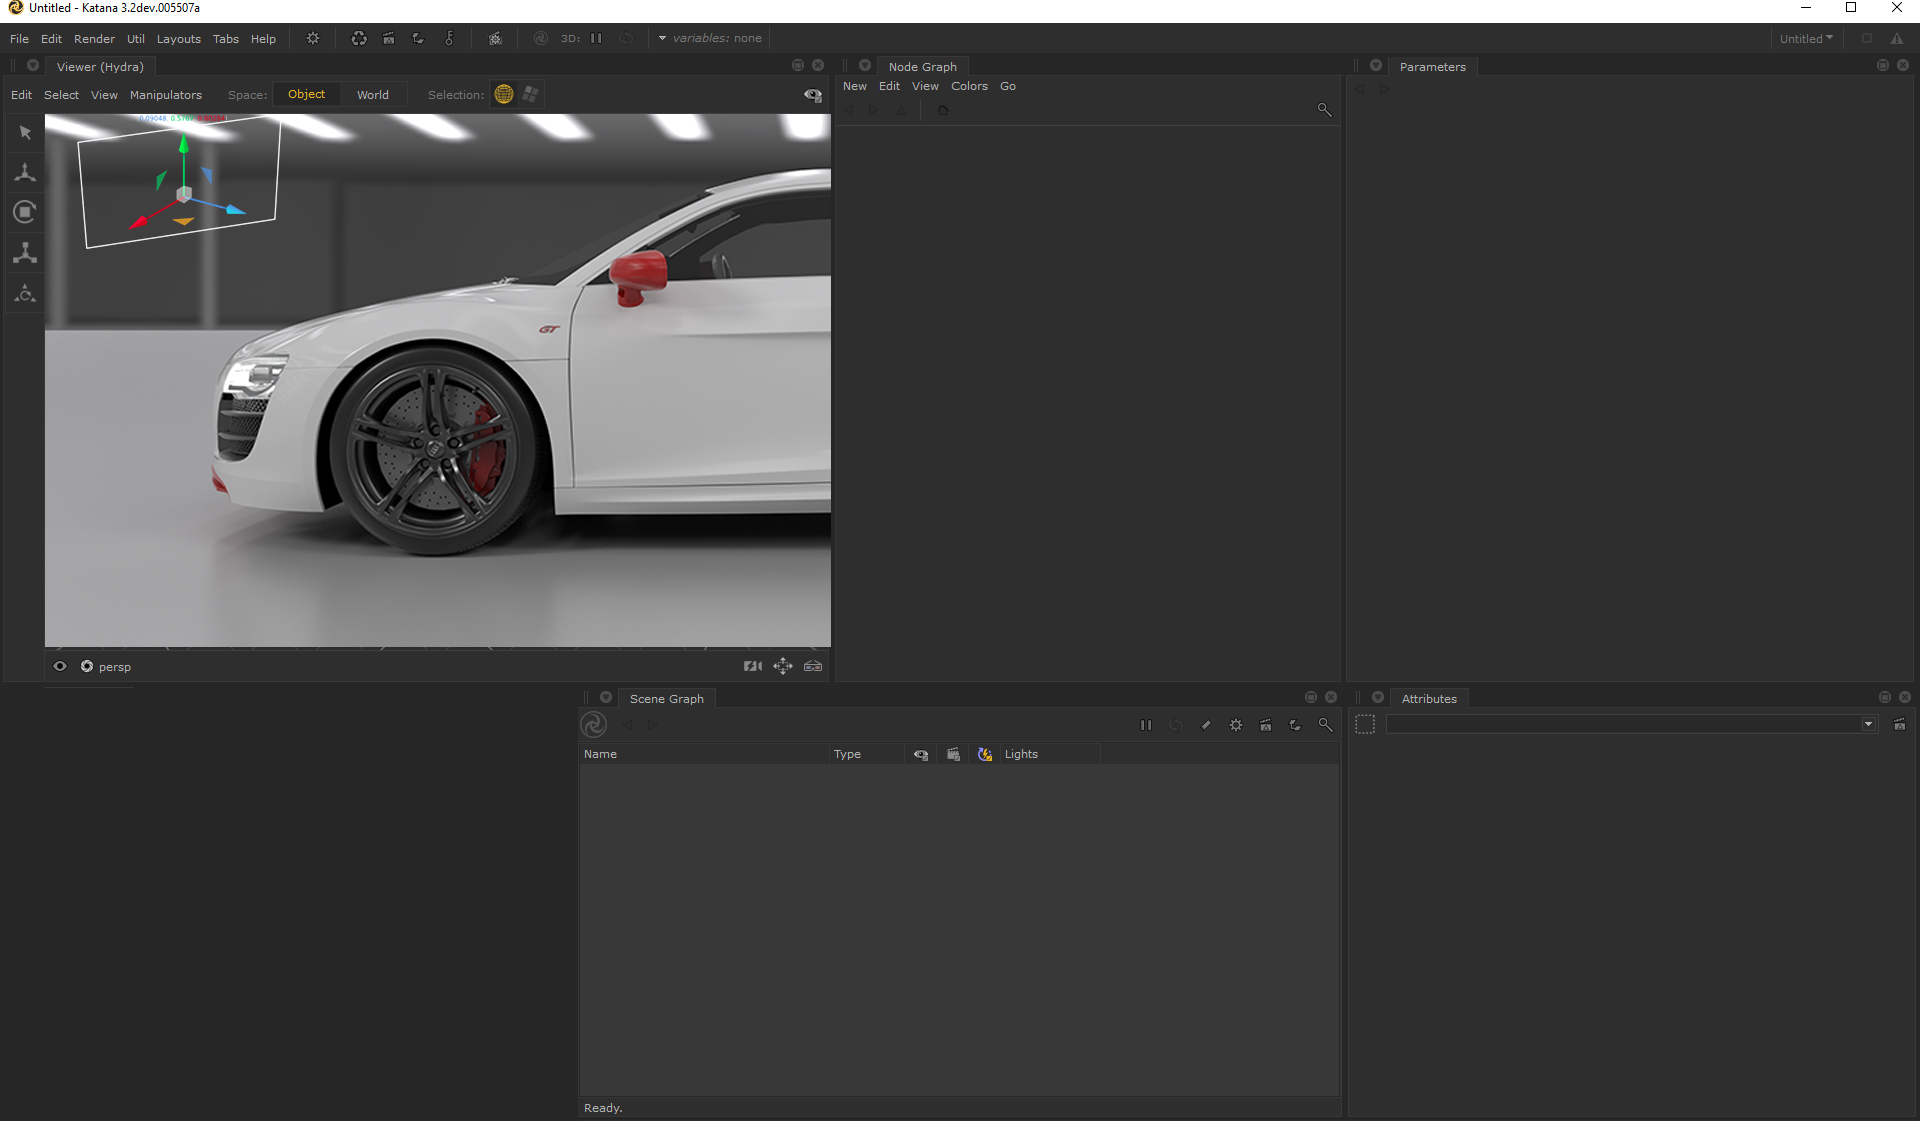 Untitled - Katana 3.2dev.005507a
File Edit Render Util Layouts Tabs Help 3D: variables: none Untitled
Viewer (Hydra)
Edit Select View Manipulators Space: Object World Selection:
GT
persp
Node Graph
New Edit View Colors Go
Parameters
Scene Graph
Name Type Lights
Ready.
Attributes